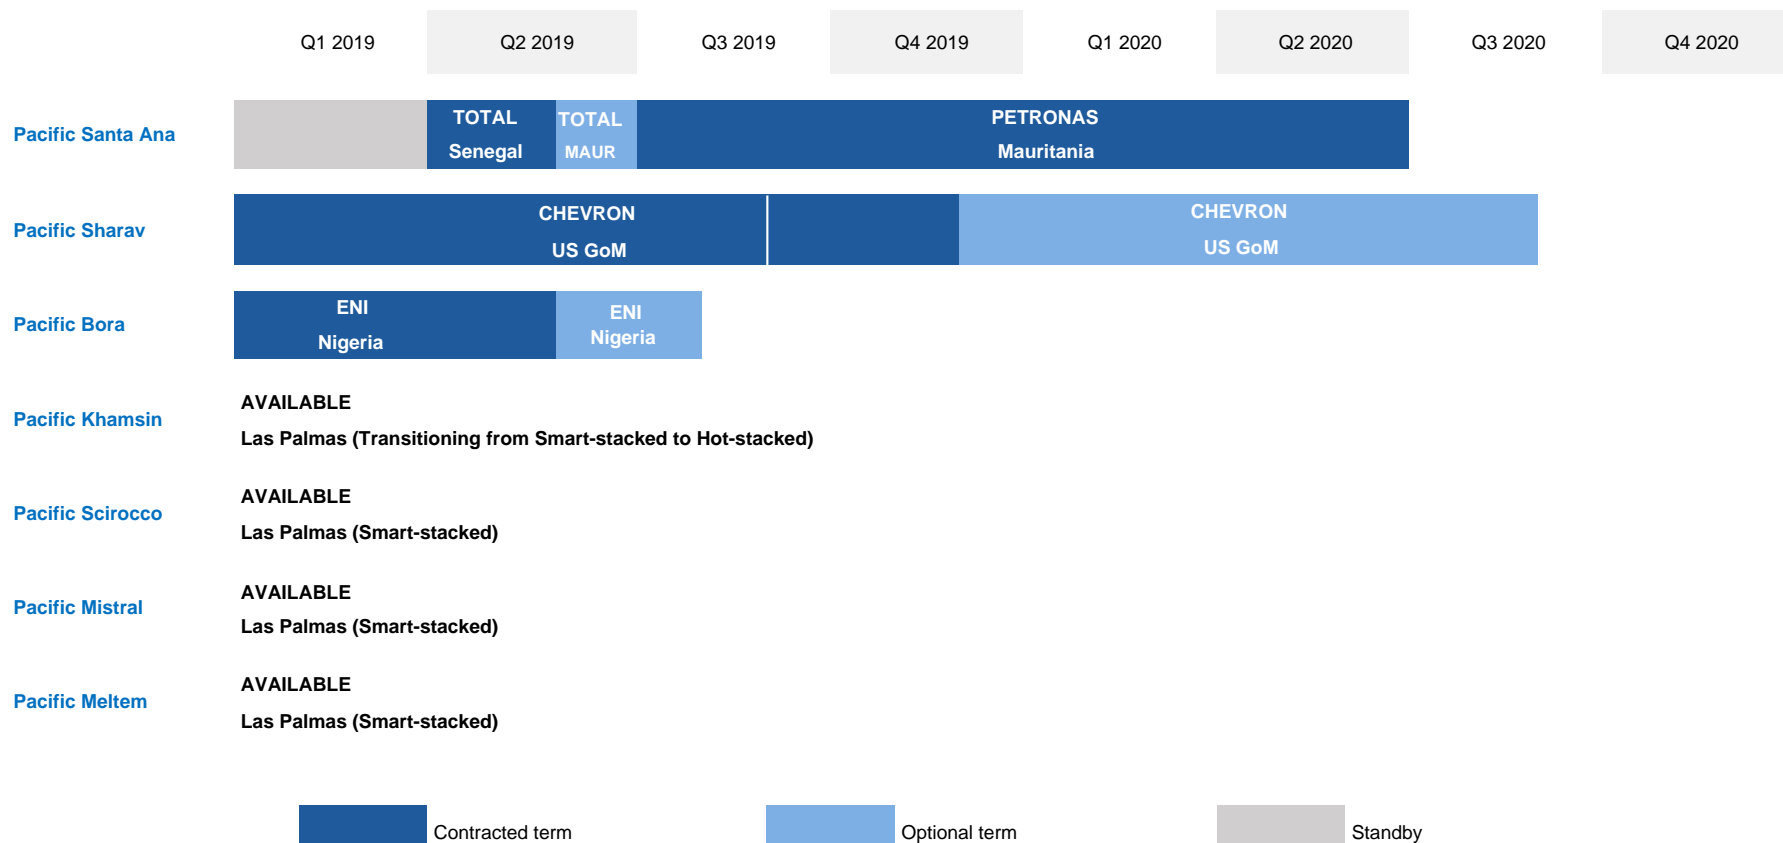 Q1 2019 Q2 2019 Q3 2019 Q4 2019 Q1 2020 Q2 2020 Q3 2020 Q4 2020
Pacific Santa Ana
TOTAL
Senegal
TOTAL
MAUR
PETRONAS
Mauritania
Pacific Sharav
CHEVRON
US GoM
CHEVRON
US GoM
Pacific Bora
ENI
Nigeria
ENI
Nigeria
Pacific Khamsin
AVAILABLE
Las Palmas (Transitioning from Smart-stacked to Hot-stacked)
Pacific Scirocco
AVAILABLE
Las Palmas (Smart-stacked)
Pacific Mistral
AVAILABLE
Las Palmas (Smart-stacked)
Pacific Meltem
AVAILABLE
Las Palmas (Smart-stacked)
Contracted term Optional term Standby